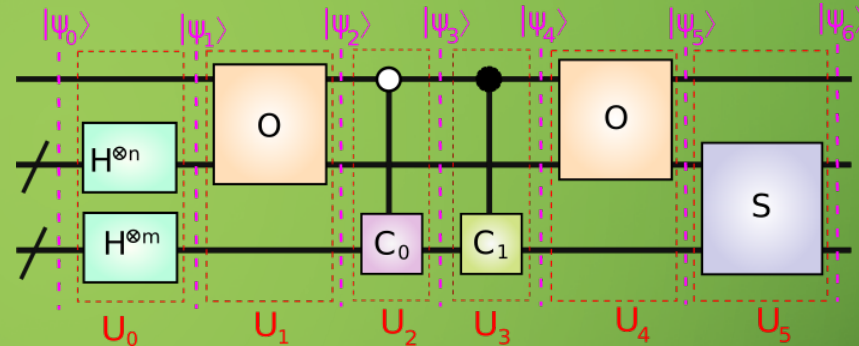 |ψ₀⟩ |ψ₁⟩ |ψ₂⟩ |ψ₃⟩ |ψ₄⟩ |ψ₅⟩ |ψ₆⟩
O O
H⊗n
S
H⊗m C₀ C₁
U₀ U₁ U₂ U₃ U₄ U₅